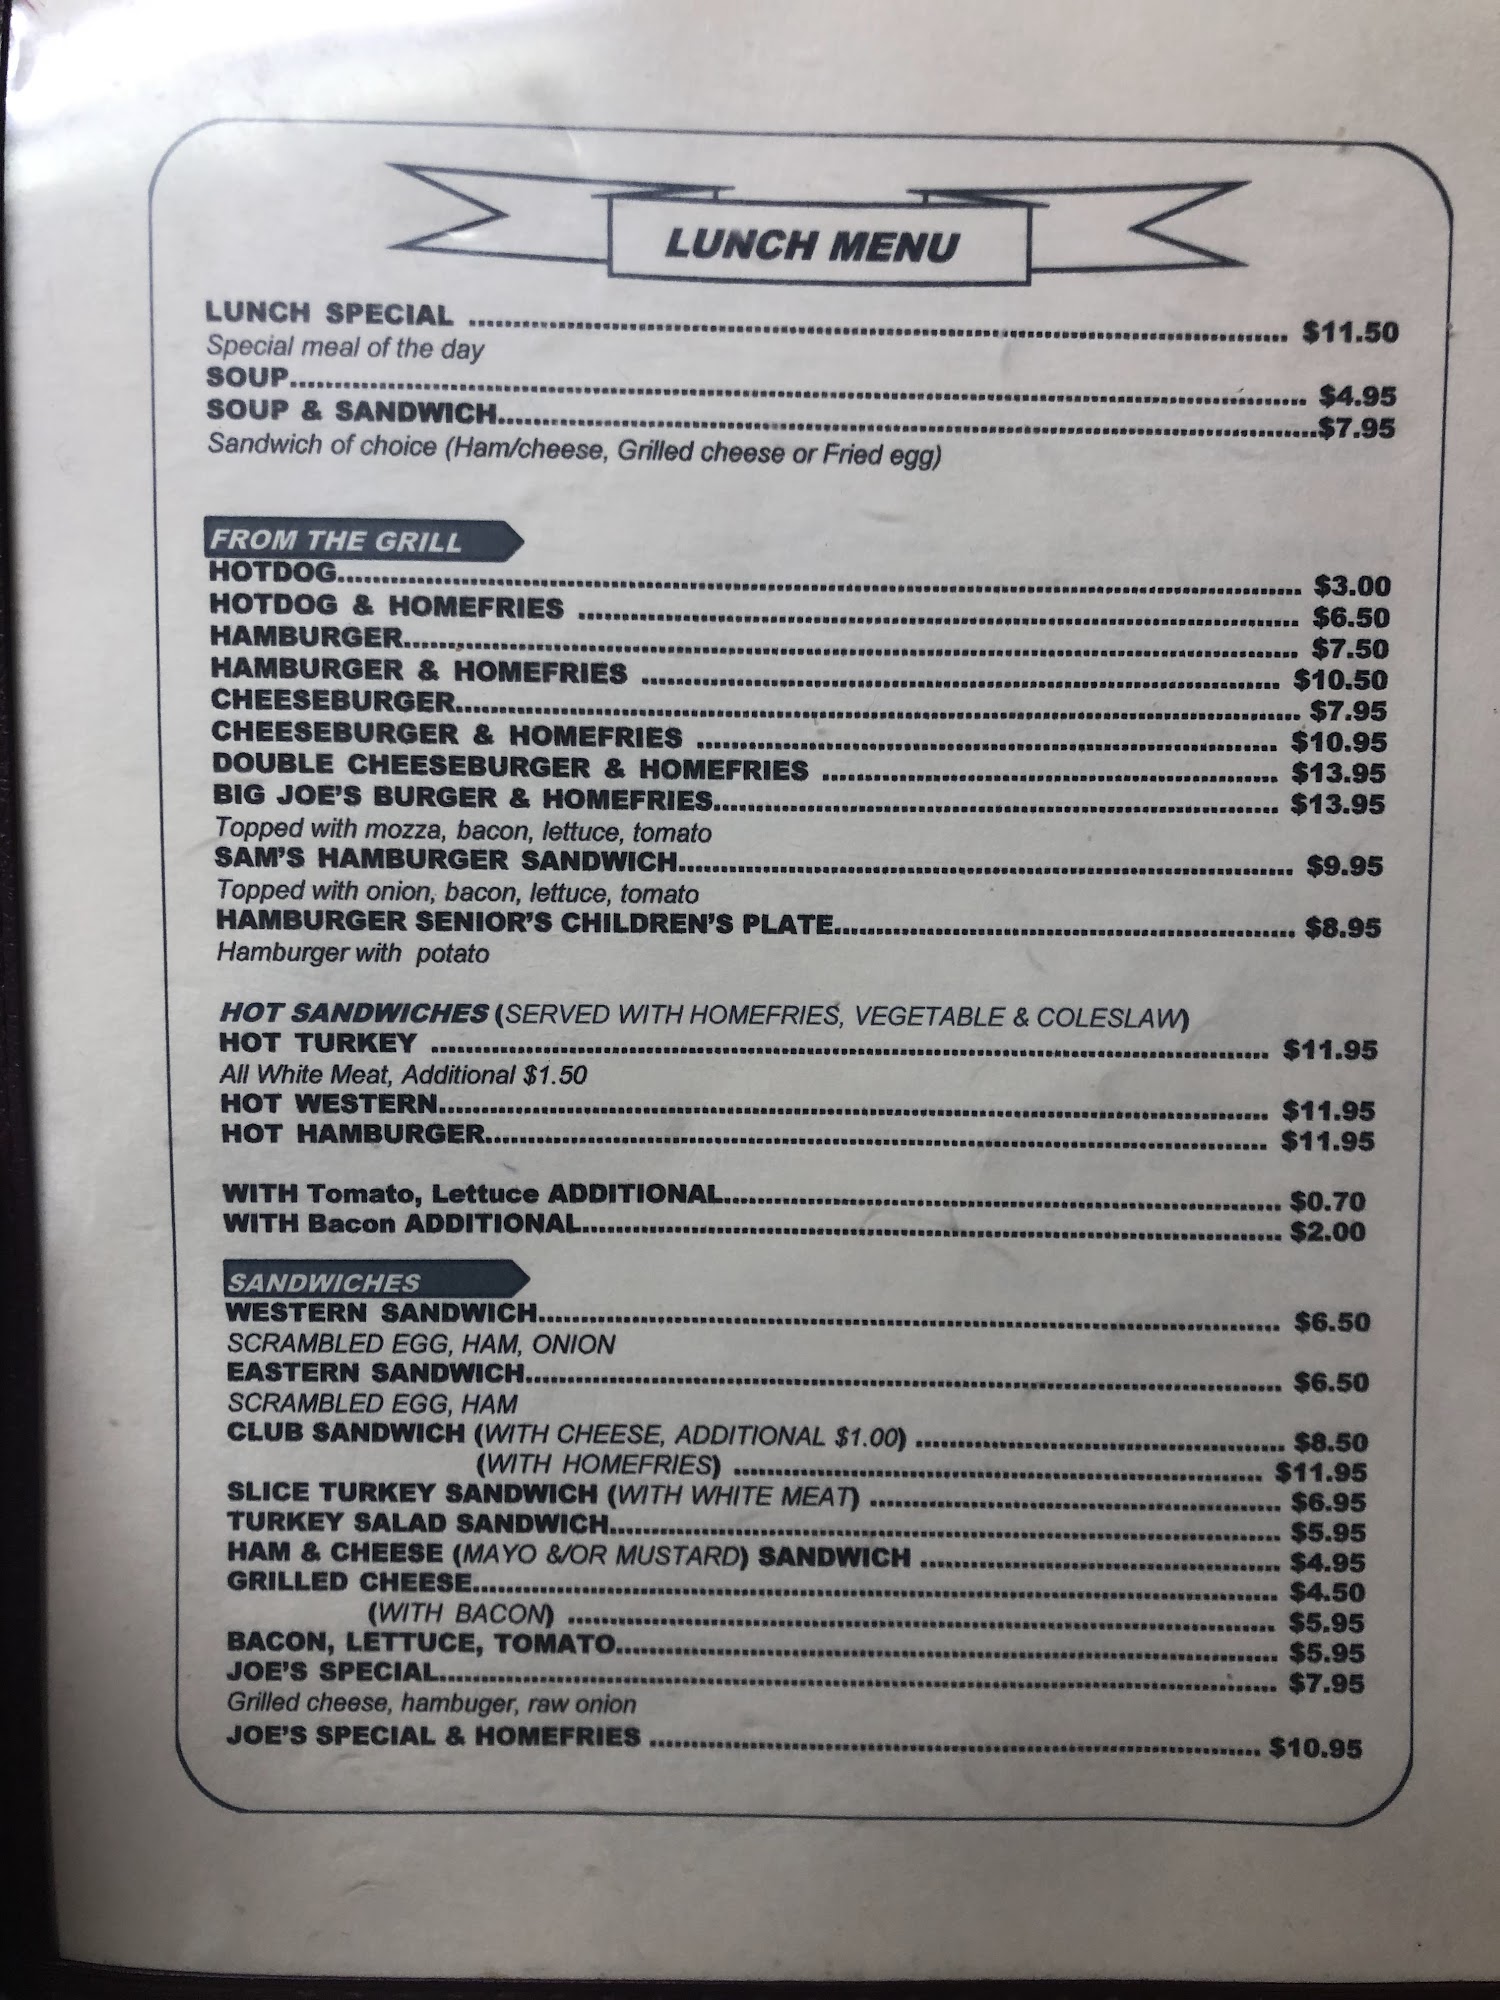 LUNCH MENU
LUNCH SPECIAL ........ $11.50
Special meal of the day
SOUP........ $4.95
SOUP & SANDWICH........$7.95
Sandwich of choice (Ham/cheese, Grilled cheese or Fried egg)
FROM THE GRILL
HOTDOG........ $3.00
HOTDOG & HOMEFRIES ........ $6.50
HAMBURGER........ $7.50
HAMBURGER & HOMEFRIES ........ $10.50
CHEESEBURGER........ $7.95
CHEESEBURGER & HOMEFRIES ........ $10.95
DOUBLE CHEESEBURGER & HOMEFRIES ........ $13.95
BIG JOE'S BURGER & HOMEFRIES........ $13.95
Topped with mozza, bacon, lettuce, tomato
SAM'S HAMBURGER SANDWICH........ $9.95
Topped with onion, bacon, lettuce, tomato
HAMBURGER SENIOR'S CHILDREN'S PLATE........ $8.95
Hamburger with potato
HOT SANDWICHES (SERVED WITH HOMEFRIES, VEGETABLE & COLESLAW)
HOT TURKEY ........ $11.95
All White Meat, Additional $1.50
HOT WESTERN........ $11.95
HOT HAMBURGER........ $11.95
WITH Tomato, Lettuce ADDITIONAL........ $0.70
WITH Bacon ADDITIONAL........ $2.00
SANDWICHES
WESTERN SANDWICH........ $6.50
SCRAMBLED EGG, HAM, ONION
EASTERN SANDWICH........ $6.50
SCRAMBLED EGG, HAM
CLUB SANDWICH (WITH CHEESE, ADDITIONAL $1.00) ........ $8.50
(WITH HOMEFRIES) ........ $11.95
SLICE TURKEY SANDWICH (WITH WHITE MEAT) ........ $6.95
TURKEY SALAD SANDWICH........ $5.95
HAM & CHEESE (MAYO &/OR MUSTARD) SANDWICH ........ $4.95
GRILLED CHEESE........ $4.50
(WITH BACON) ........ $5.95
BACON, LETTUCE, TOMATO........ $5.95
JOE'S SPECIAL........ $7.95
Grilled cheese, hambuger, raw onion
JOE'S SPECIAL & HOMEFRIES ........ $10.95